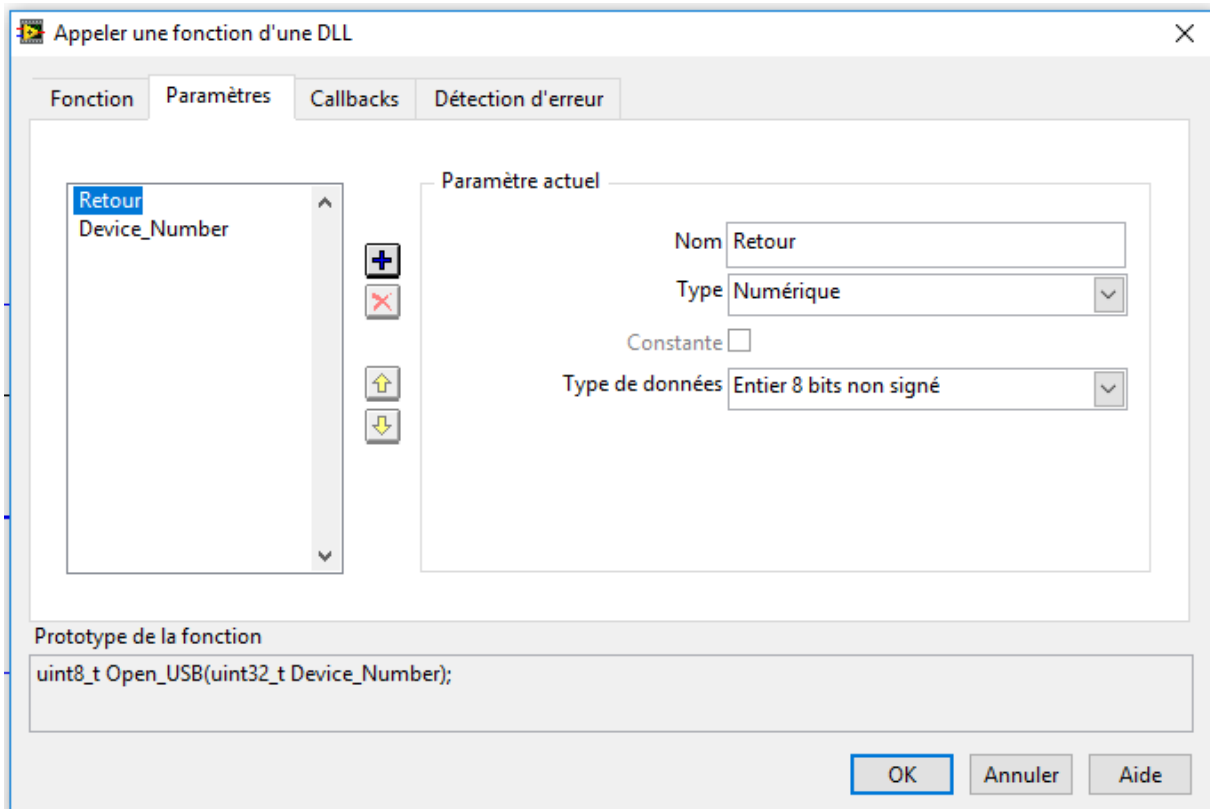 Appeler une fonction d'une DLL
Fonction Paramètres Callbacks Détection d'erreur
Retour
Device_Number
Paramètre actuel
Nom Retour
Type Numérique
Constante
Type de données Entier 8 bits non signé
Prototype de la fonction
uint8_t Open_USB(uint32_t Device_Number);
OK Annuler Aide